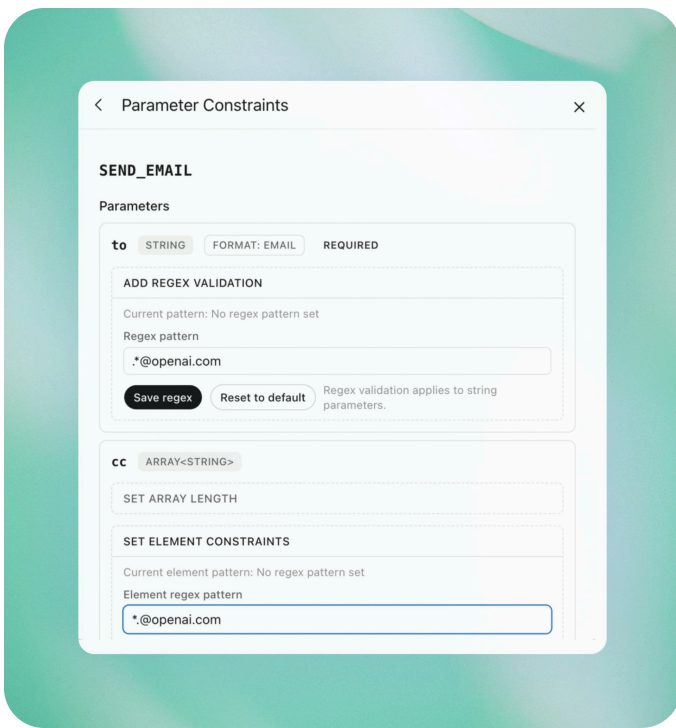 Parameter Constraints
SEND_EMAIL
Parameters
to STRING FORMAT: EMAIL REQUIRED
ADD REGEX VALIDATION
Current pattern: No regex pattern set
Regex pattern
.*@openai.com
Save regex Reset to default Regex validation applies to string
parameters.
cc ARRAY<STRING>
SET ARRAY LENGTH
SET ELEMENT CONSTRAINTS
Current element pattern: No regex pattern set
Element regex pattern
*.@openai.com